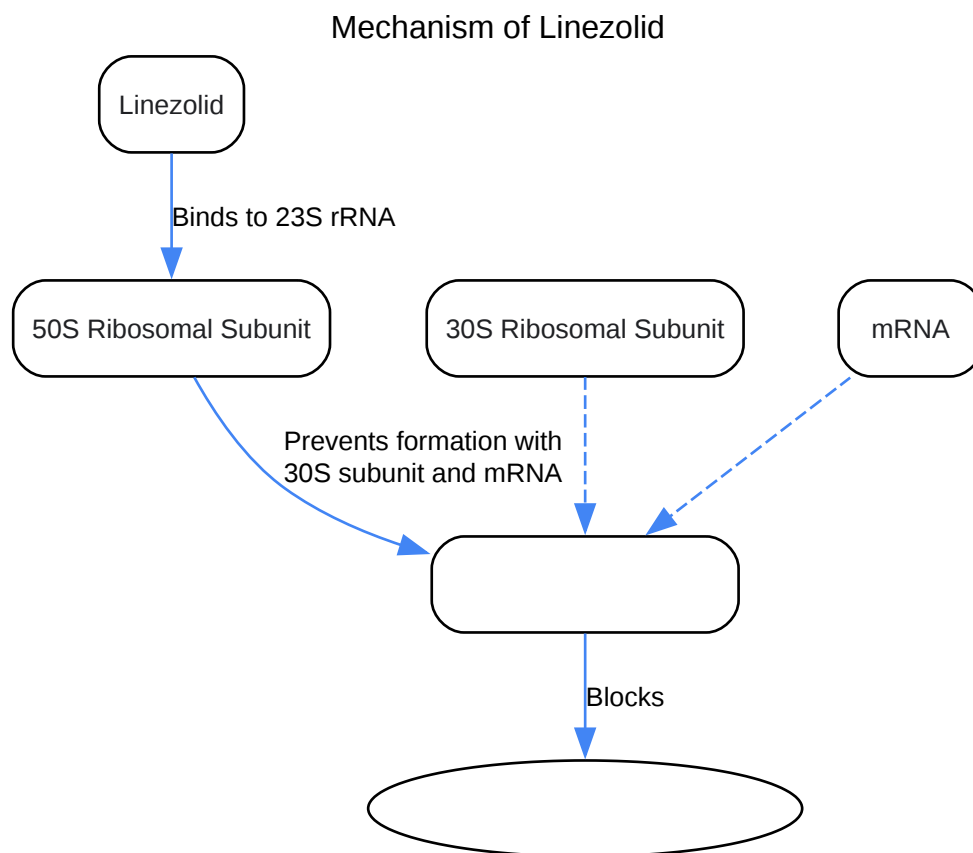 Mechanism of Linezolid
Linezolid
Binds to 23S rRNA
50S Ribosomal Subunit
30S Ribosomal Subunit
mRNA
Prevents formation with
30S subunit and mRNA
Blocks